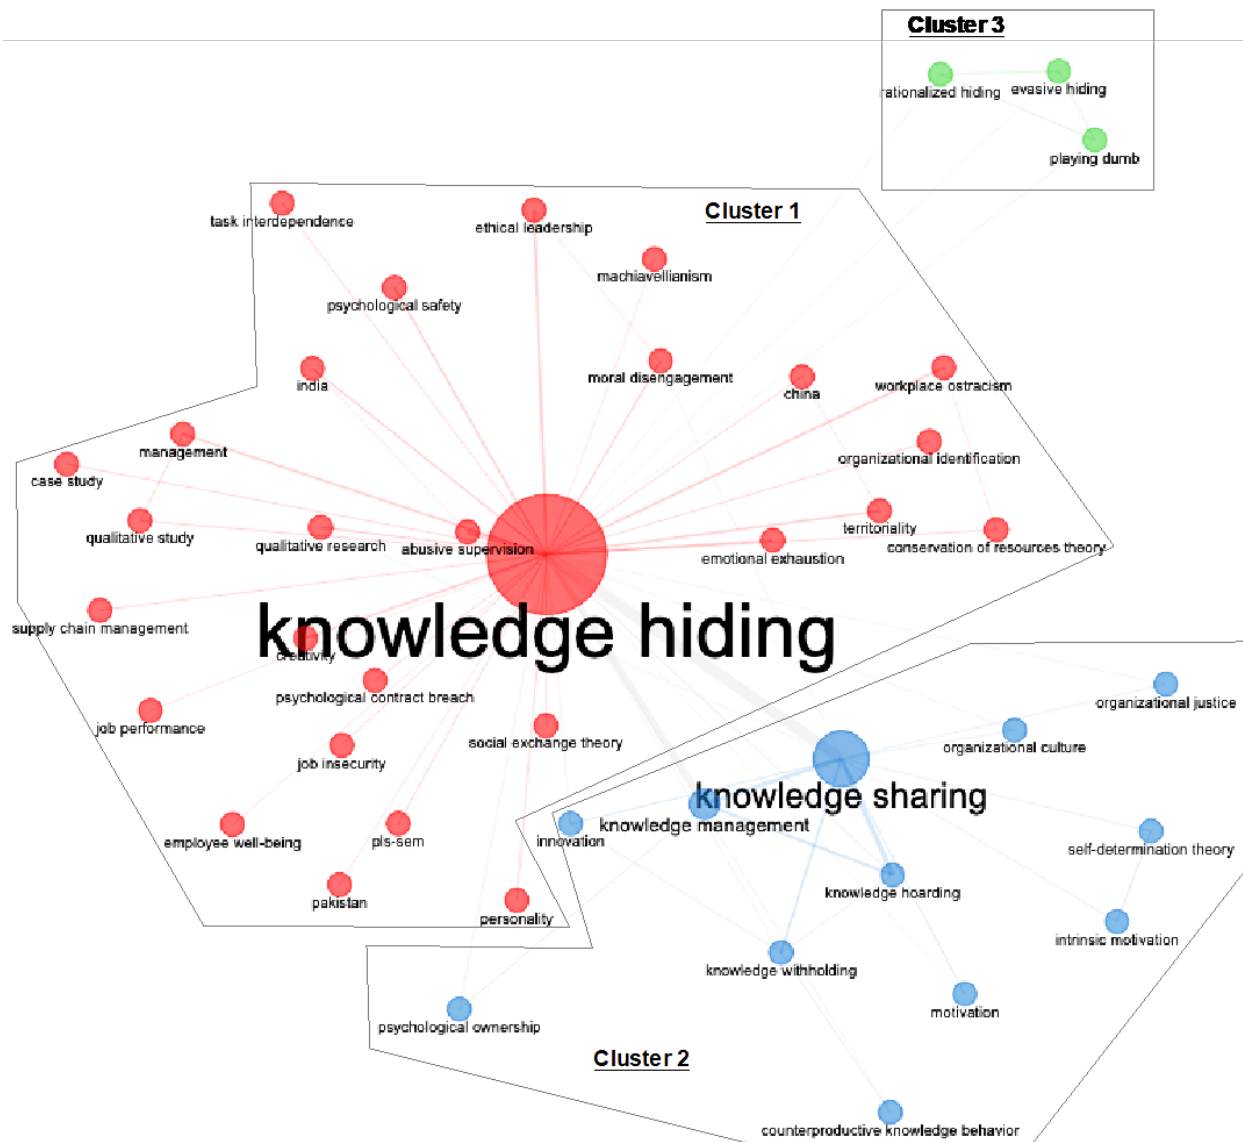 Cluster 3
rationalized hiding
evasive hiding
playing dumb
task interdependence
ethical leadership
Cluster 1
machiavellianism
psychological safety
india
moral disengagement
china
workplace ostracism
management
case study
organizational identification
qualitative study
qualitative research
abusive supervision
emotional exhaustion
territoriality
conservation of resources theory
supply chain management
knowledge hiding
creativity
psychological contract breach
job performance
job insecurity
social exchange theory
organizational justice
organizational culture
knowledge sharing
knowledge management
innovation
employee well-being
pls-sem
self-determination theory
knowledge hoarding
pakistan
personality
intrinsic motivation
knowledge withholding
motivation
psychological ownership
Cluster 2
counterproductive knowledge behavior